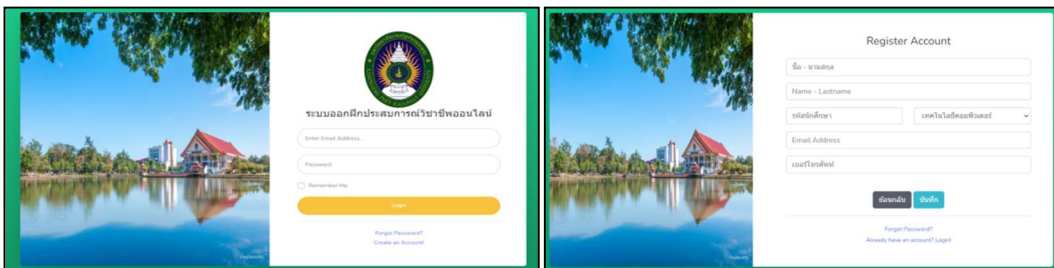 ระบบออกฝึกประสบการณ์วิชาชีพออนไลน์
Enter Email Address...
Password
Remember Me
Login
Forgot Password?
Create an Account!
Register Account
ชื่อ - นามสกุล
Name - Lastname
รหัสนักศึกษา
เทคโนโลยีคอมพิวเตอร์
Email Address
เบอร์โทรศัพท์
ย้อนกลับ
บันทึก
Forgot Password?
Already have an account? Login!